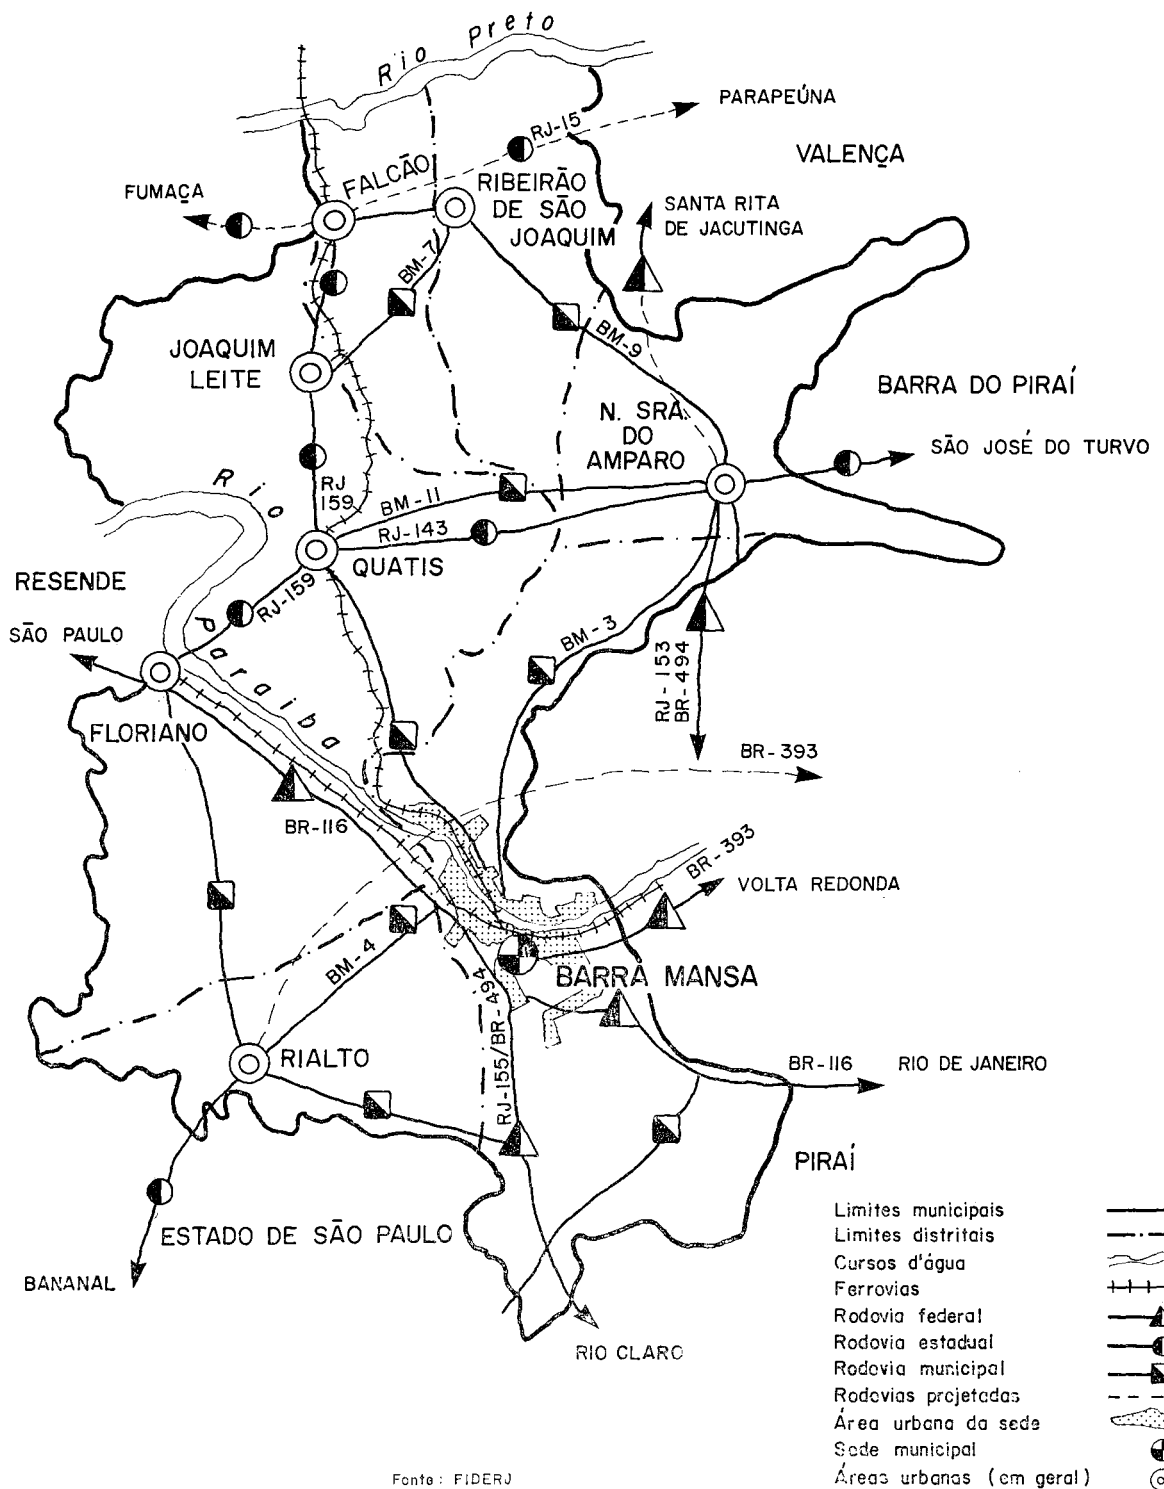 Rio Preto
PARAPEÚNA
RJ-15
VALENÇA
FALCÃO
FUMAÇA
RIBEIRÃO
DE SÃO
JOAQUIM
SANTA RITA
DE JACUTINGA
BM-7
BM-9
JOAQUIM
LEITE
BARRA DO PIRAÍ
N. SRA.
DO
AMPARO
SÃO JOSÉ DO TURVO
RJ
159
BM-11
RJ-143
QUATIS
Rio Paraiba
RESENDE
RJ-159
SÃO PAULO
BM-3
RJ-153
BR-494
FLORIANO
BR-393
BR-116
BR-393
VOLTA REDONDA
BM-4
BARRA MANSA
RJ-155/BR-494
RIALTO
BR-116
RIO DE JANEIRO
PIRAÍ
ESTADO DE SÃO PAULO
BANANAL
RIO CLARO
Limites municipais
Limites distritais
Cursos d'água
Ferrovias
Rodovia federal
Rodovia estadual
Rodovia municipal
Rodovias projetadas
Área urbana da sede
Sede municipal
Áreas urbanas (em geral)
Fonte: FIDERJ